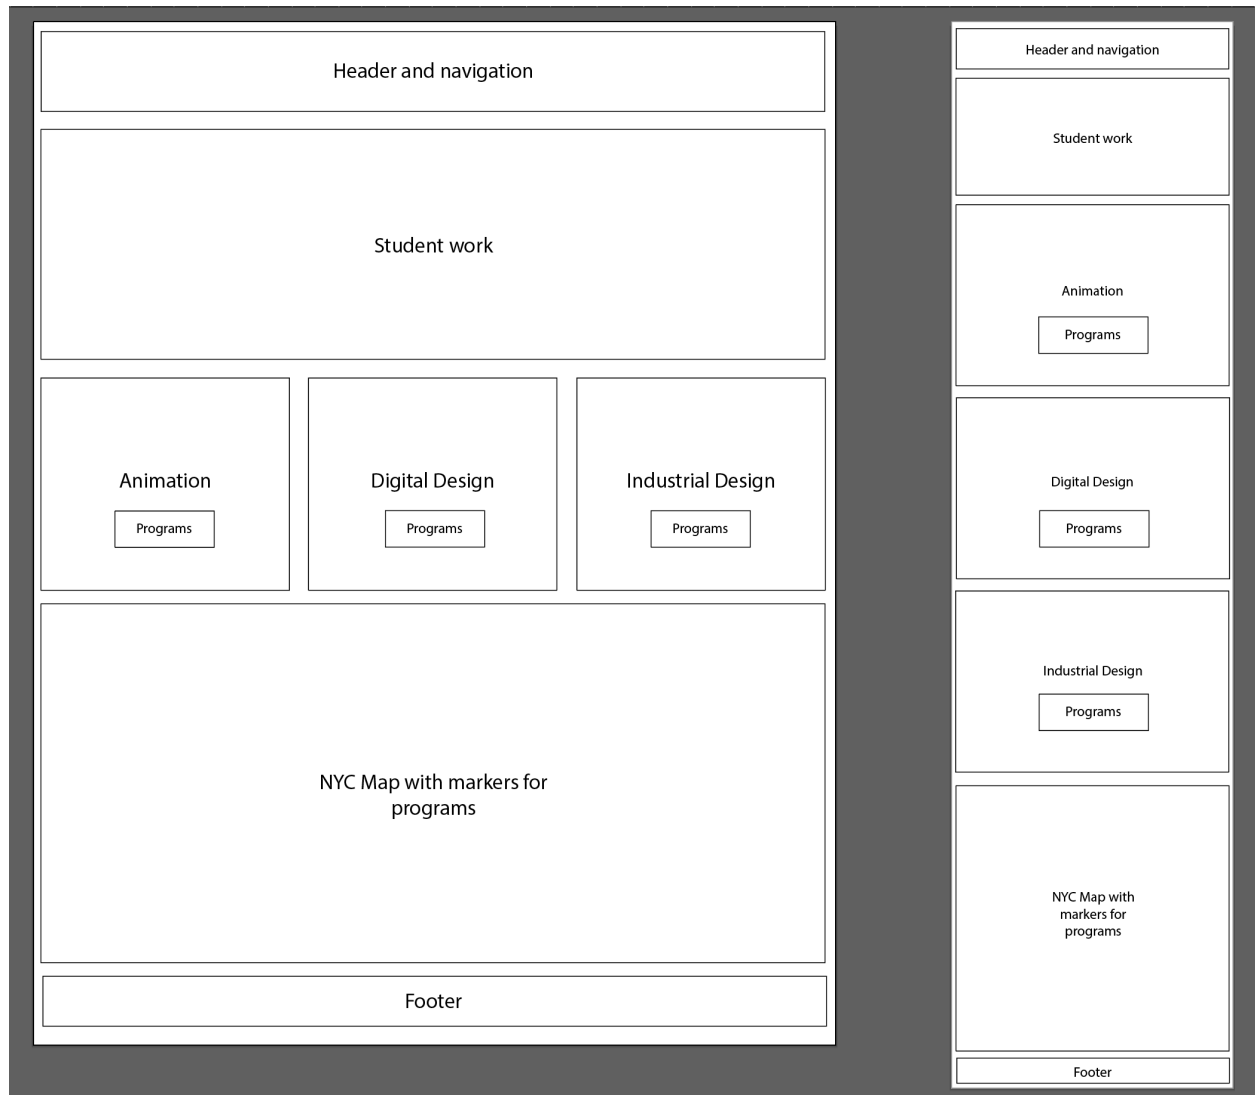 Header and navigation
Student work
Animation
Programs
Digital Design
Programs
Industrial Design
Programs
NYC Map with markers for
programs
Footer
Header and navigation
Student work
Animation
Programs
Digital Design
Programs
Industrial Design
Programs
NYC Map with
markers for
programs
Footer